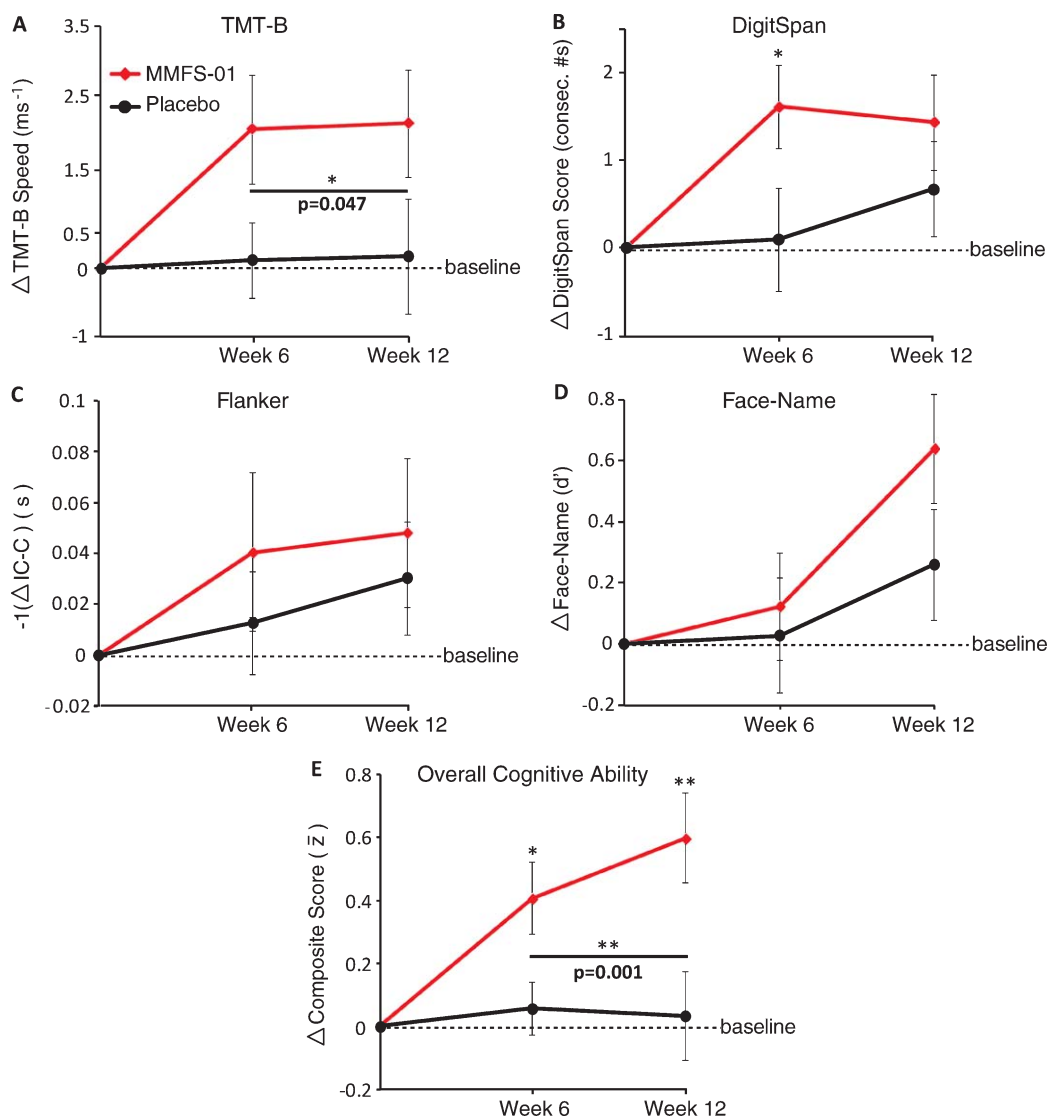 A
TMT-B
3.5
2.5
1.5
0.5
0
-1
△TMT-B Speed (ms⁻¹)
MMFS-01
Placebo
*
p=0.047
baseline
Week 6
Week 12
B
DigitSpan
2
1
0
-1
△DigitSpan Score (consec. #s)
*
baseline
Week 6
Week 12
C
Flanker
0.1
0.08
0.06
0.04
0.02
0
-0.02
-1(△IC-C) ( s )
baseline
Week 6
Week 12
D
Face-Name
0.8
0.6
0.4
0.2
0
-0.2
△Face-Name (d')
baseline
Week 6
Week 12
E
Overall Cognitive Ability
0.8
0.6
0.4
0.2
0
-0.2
△Composite Score ( z̄ )
*
**
**
p=0.001
baseline
Week 6
Week 12